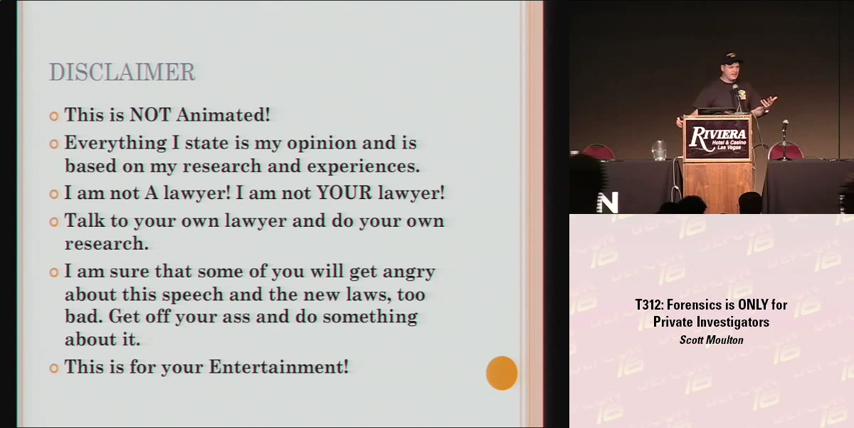 DISCLAIMER
This is NOT Animated!
Everything I state is my opinion and is
based on my research and experiences.
I am not A lawyer! I am not YOUR lawyer!
Talk to your own lawyer and do your own
research.
I am sure that some of you will get angry
about this speech and the new laws, too
bad. Get off your ass and do something
about it.
This is for your Entertainment!
RIVIERA
Hotel & Casino
Las Vegas
N
T312: Forensics is ONLY for
Private Investigators
Scott Moulton